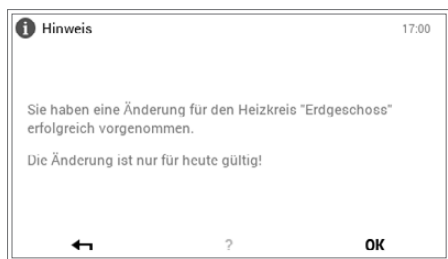 i Hinweis 17:00
Sie haben eine Änderung für den Heizkreis "Erdgeschoss"
erfolgreich vorgenommen.
Die Änderung ist nur für heute gültig!
? OK